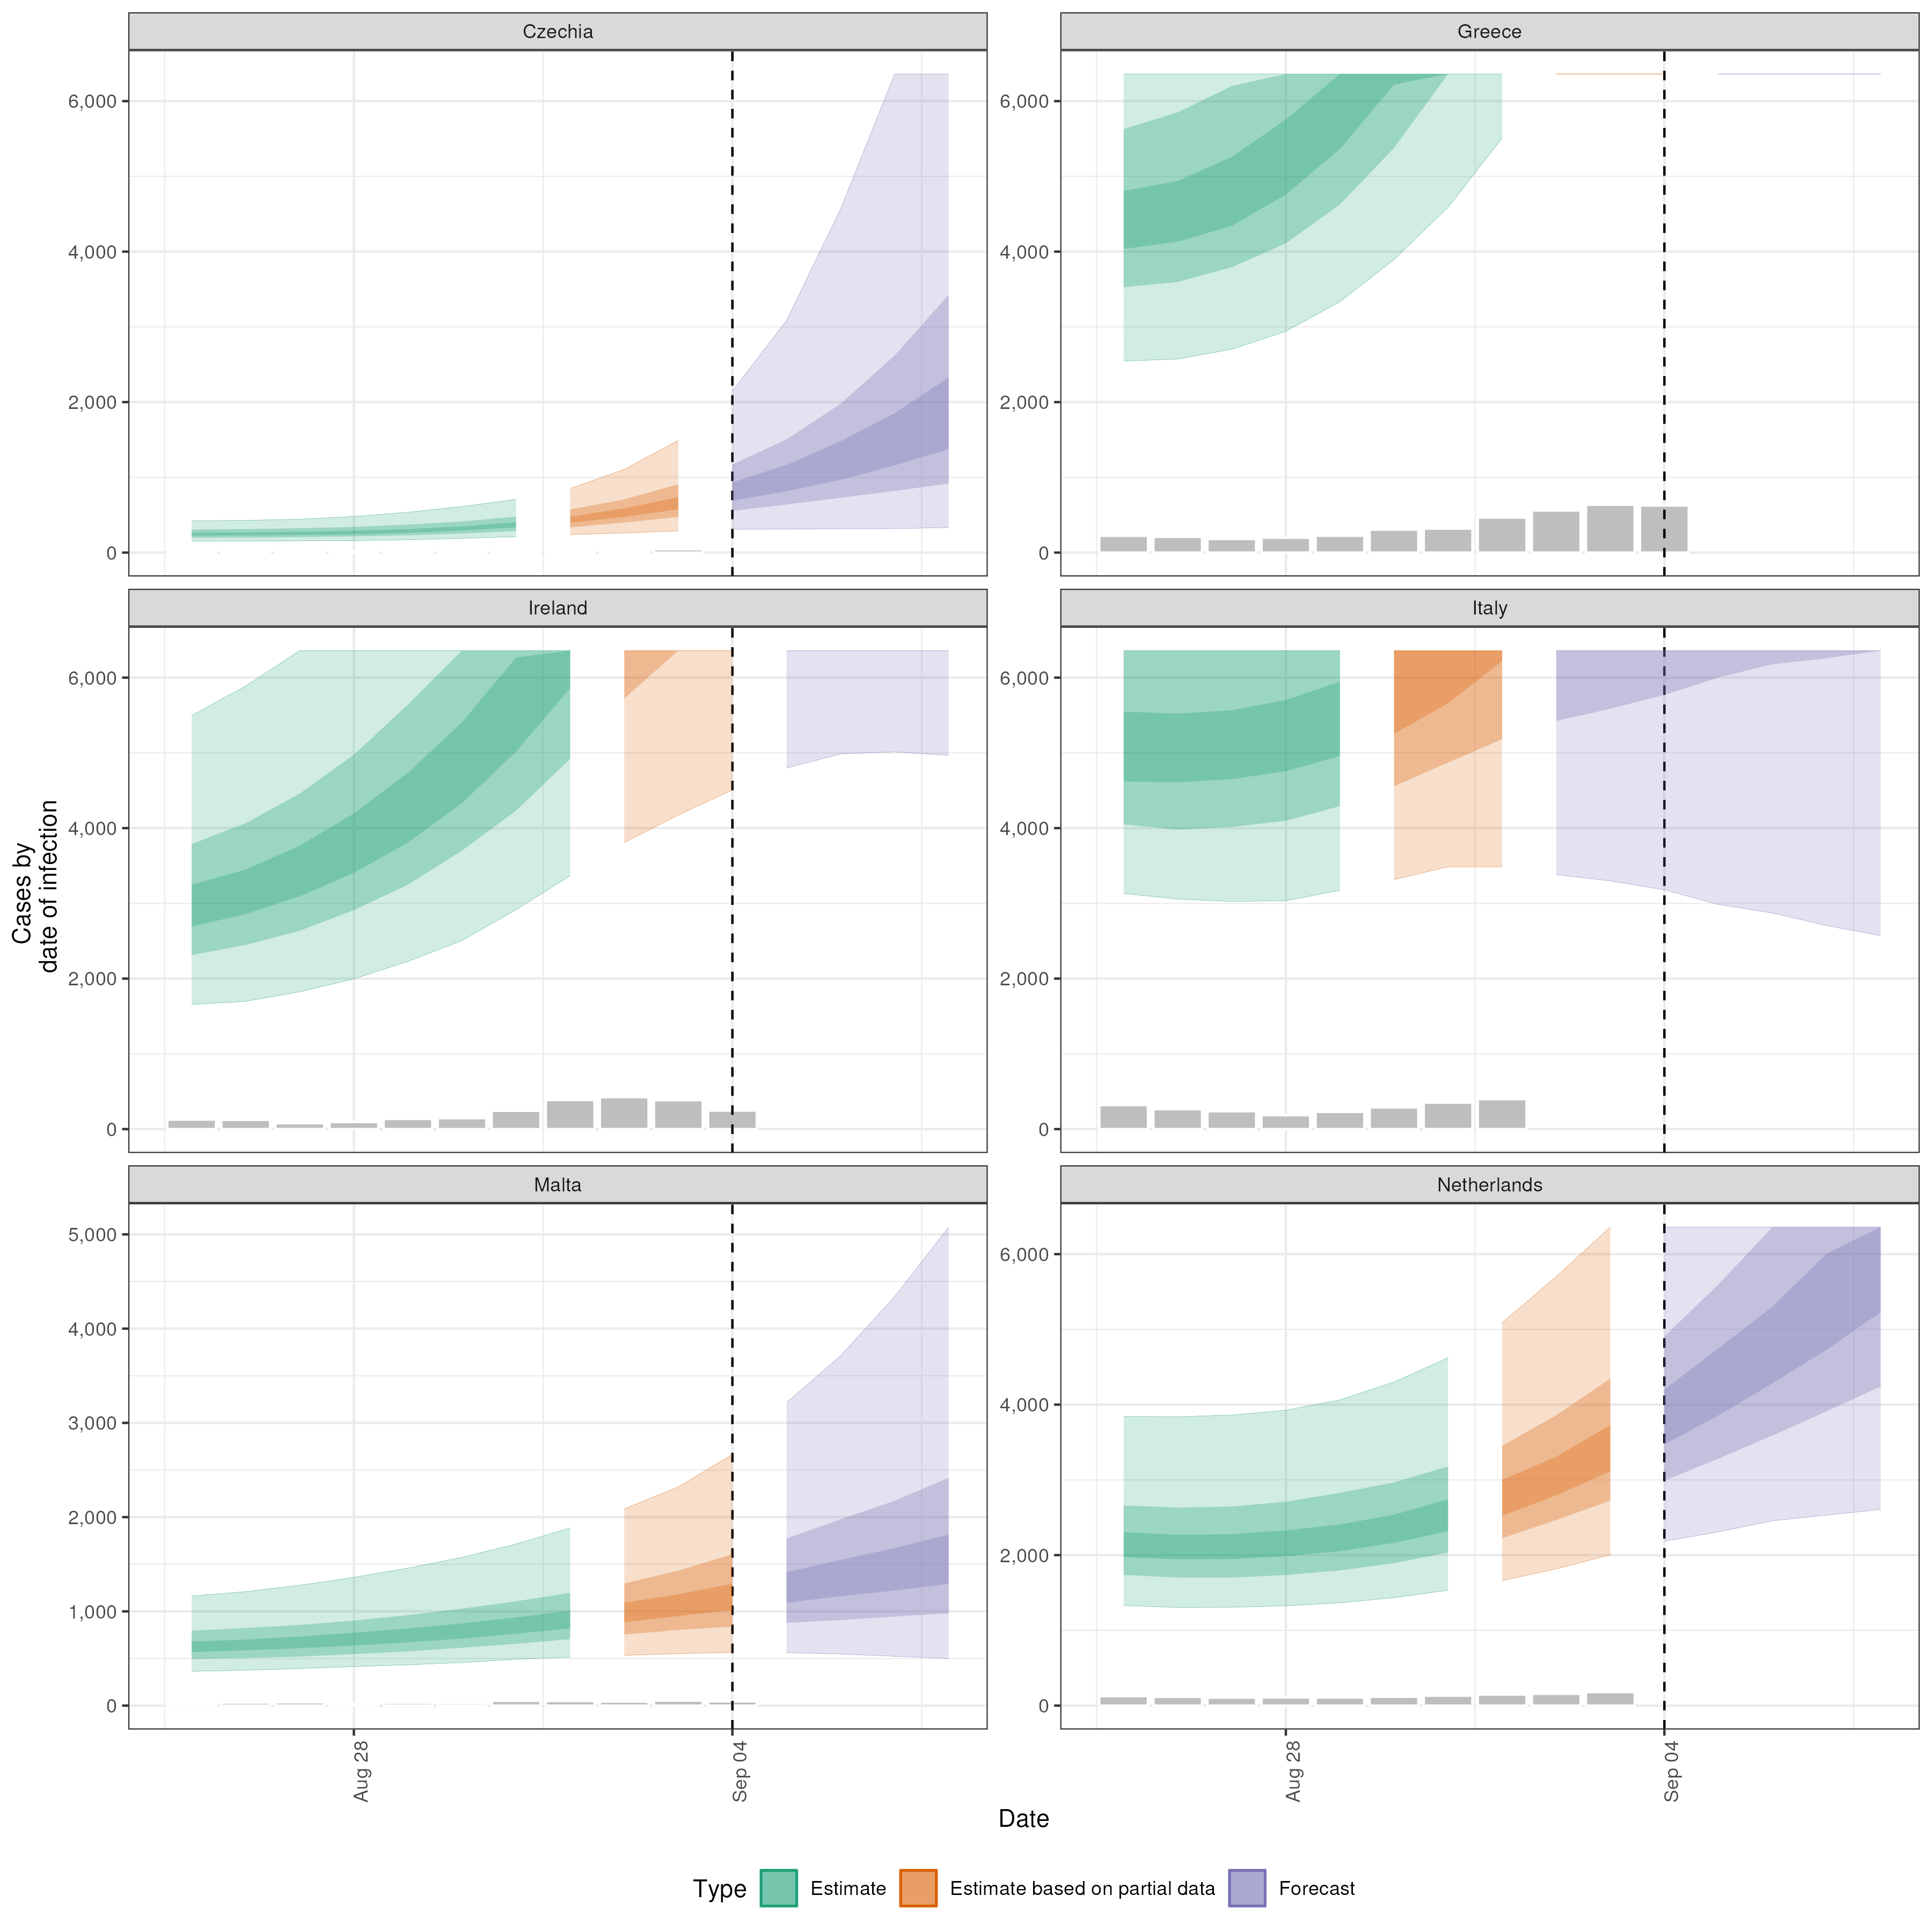 Czechia
Greece
6,000
4,000
2,000
0
6,000
4,000
2,000
0
Ireland
Italy
6,000
4,000
2,000
0
6,000
4,000
2,000
0
Cases by
date of infection
Malta
Netherlands
5,000
4,000
3,000
2,000
1,000
0
6,000
4,000
2,000
0
Aug 28
Sep 04
Aug 28
Sep 04
Date
Type
Estimate
Estimate based on partial data
Forecast